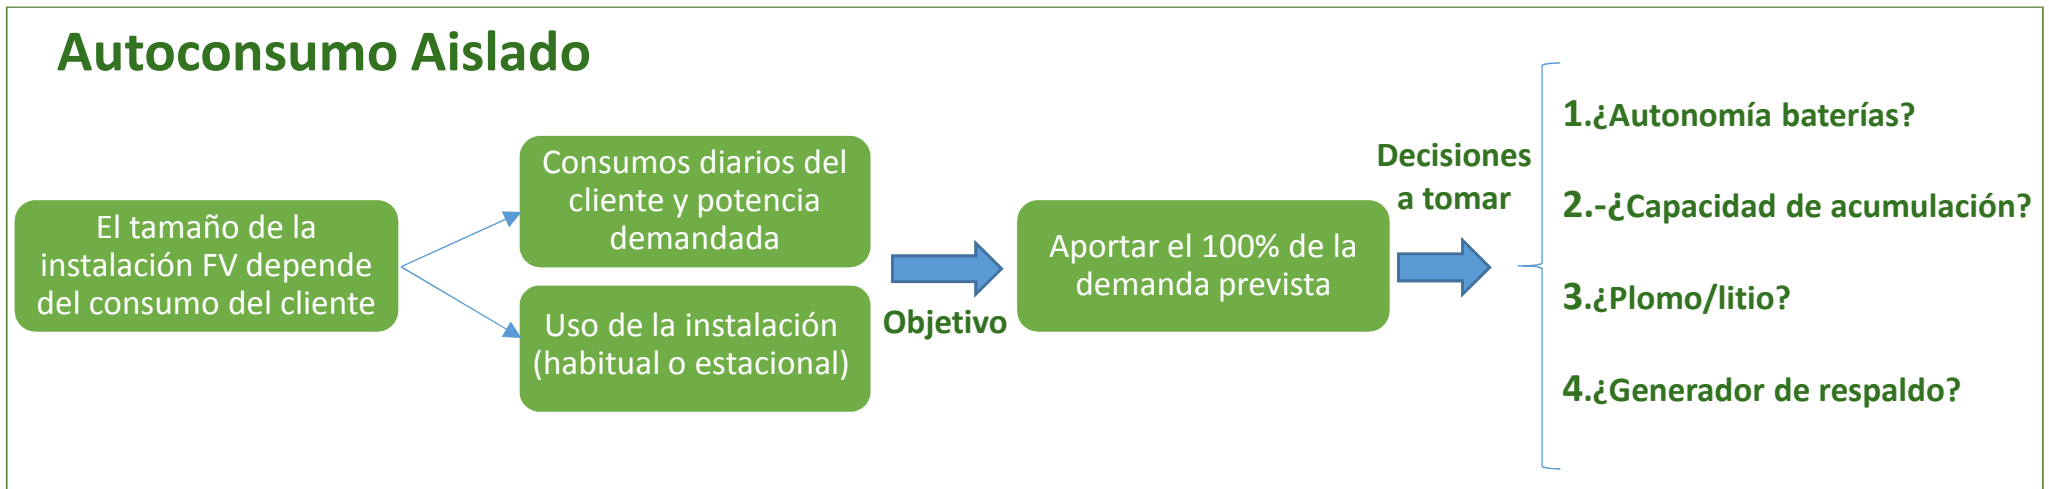 Autoconsumo Aislado
El tamaño de la
instalación FV depende
del consumo del cliente
Consumos diarios del
cliente y potencia
demandada
Uso de la instalación
(habitual o estacional)
Objetivo
Aportar el 100% de la
demanda prevista
Decisiones
a tomar
1.¿Autonomía baterías?
2.-¿Capacidad de acumulación?
3.¿Plomo/litio?
4.¿Generador de respaldo?